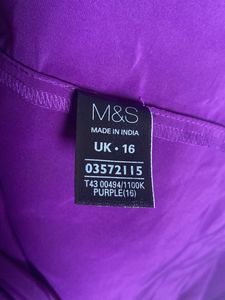 M&S
MADE IN INDIA
UK • 16
03572115
T43 00494/1100K
PURPLE(16)